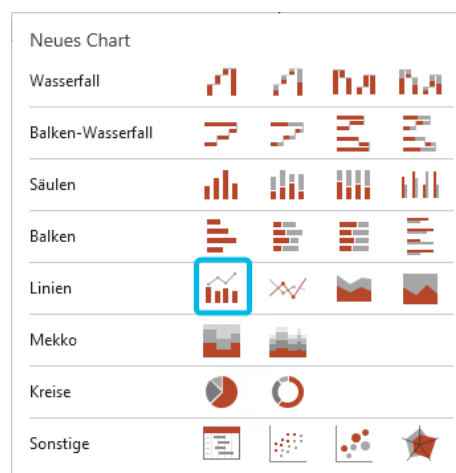 Neues Chart
Wasserfall
Balken-Wasserfall
Säulen
Balken
Linien
Mekko
Kreise
Sonstige